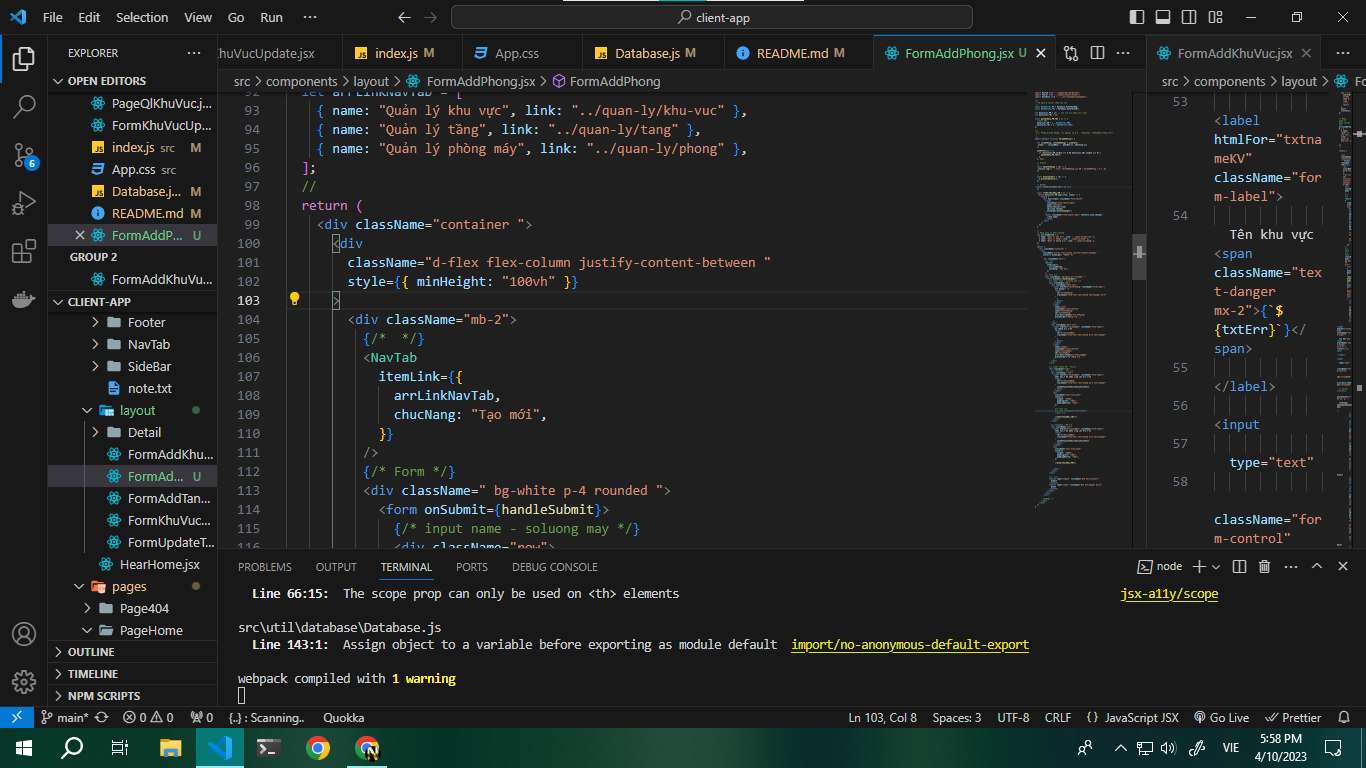 File Edit Selection View Go Run ···
client-app
EXPLORER
OPEN EDITORS
PageQlKhuVuc.j...
FormKhuVucUp...
index.js src M
App.css src
Database.j... M
README.md M
FormAddP... U
GROUP 2
FormAddKhuVu...
CLIENT-APP
Footer
NavTab
SideBar
note.txt
layout
Detail
FormAddKhu...
FormAd... U
FormAddTan...
FormKhuVuc...
FormUpdateT...
HearHome.jsx
pages
Page404
PageHome
OUTLINE
TIMELINE
NPM SCRIPTS
6
huVucUpdate.jsx index.js M App.css Database.js M README.md M FormAddPhong.jsx U
src > components > layout > FormAddPhong.jsx > FormAddPhong
92 let arrLinkNavTab = [
93 { name: "Quản lý khu vực", link: "../quan-ly/khu-vuc" },
94 { name: "Quản lý tầng", link: "../quan-ly/tang" },
95 { name: "Quản lý phòng máy", link: "../quan-ly/phong" },
96 ];
97 //
98 return (
99 <div className="container ">
100 <div
101 className="d-flex flex-column justify-content-between "
102 style={{ minHeight: "100vh" }}
103 >
104 <div className="mb-2">
105 {/*  */}
106 <NavTab
107 itemLink={{
108 arrLinkNavTab,
109 chucNang: "Tạo mới",
110 }}
111 />
112 {/* Form */}
113 <div className=" bg-white p-4 rounded ">
114 <form onSubmit={handleSubmit}>
115 {/* input name - soluong may */}
116 <div className="row">
FormAddKhuVuc.jsx
src > components > layout > Fo
53
<label
htmlFor="txtna
meKV"
className="for
m-label">
54
Tên khu vực
<span
className="tex
t-danger
mx-2">{`$
{txtErr}`}</
span>
55
</label>
56
<input
57
type="text"
58
className="for
m-control"
PROBLEMS OUTPUT TERMINAL PORTS DEBUG CONSOLE
node
Line 66:15: The scope prop can only be used on <th> elements jsx-a11y/scope
src\util\database\Database.js
Line 143:1: Assign object to a variable before exporting as module default import/no-anonymous-default-export
webpack compiled with 1 warning
main* 0 0 0 {..} : Scanning.. Quokka
Ln 103, Col 8 Spaces: 3 UTF-8 CRLF {} JavaScript JSX Go Live Prettier
VIE
5:58 PM
4/10/2023